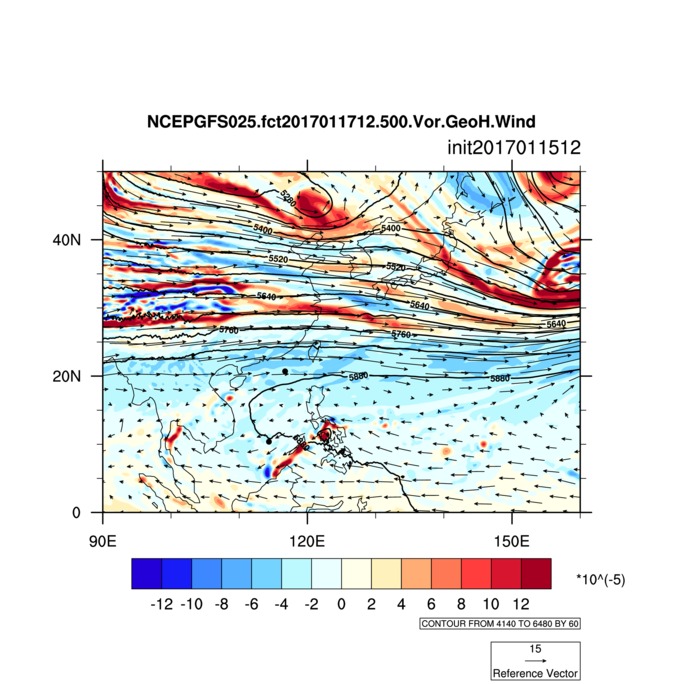 NCEPGFS025.fct2017011712.500.Vor.GeoH.Wind
init2017011512
5280
5400
5400
40N
5520
5520
5640
5640
5640
5760
5760
20N
5880
5880
0
90E 120E 150E
-12 -10 -8 -6 -4 -2 0 2 4 6 8 10 12
*10^(-5)
CONTOUR FROM 4140 TO 6480 BY 60
15
Reference Vector